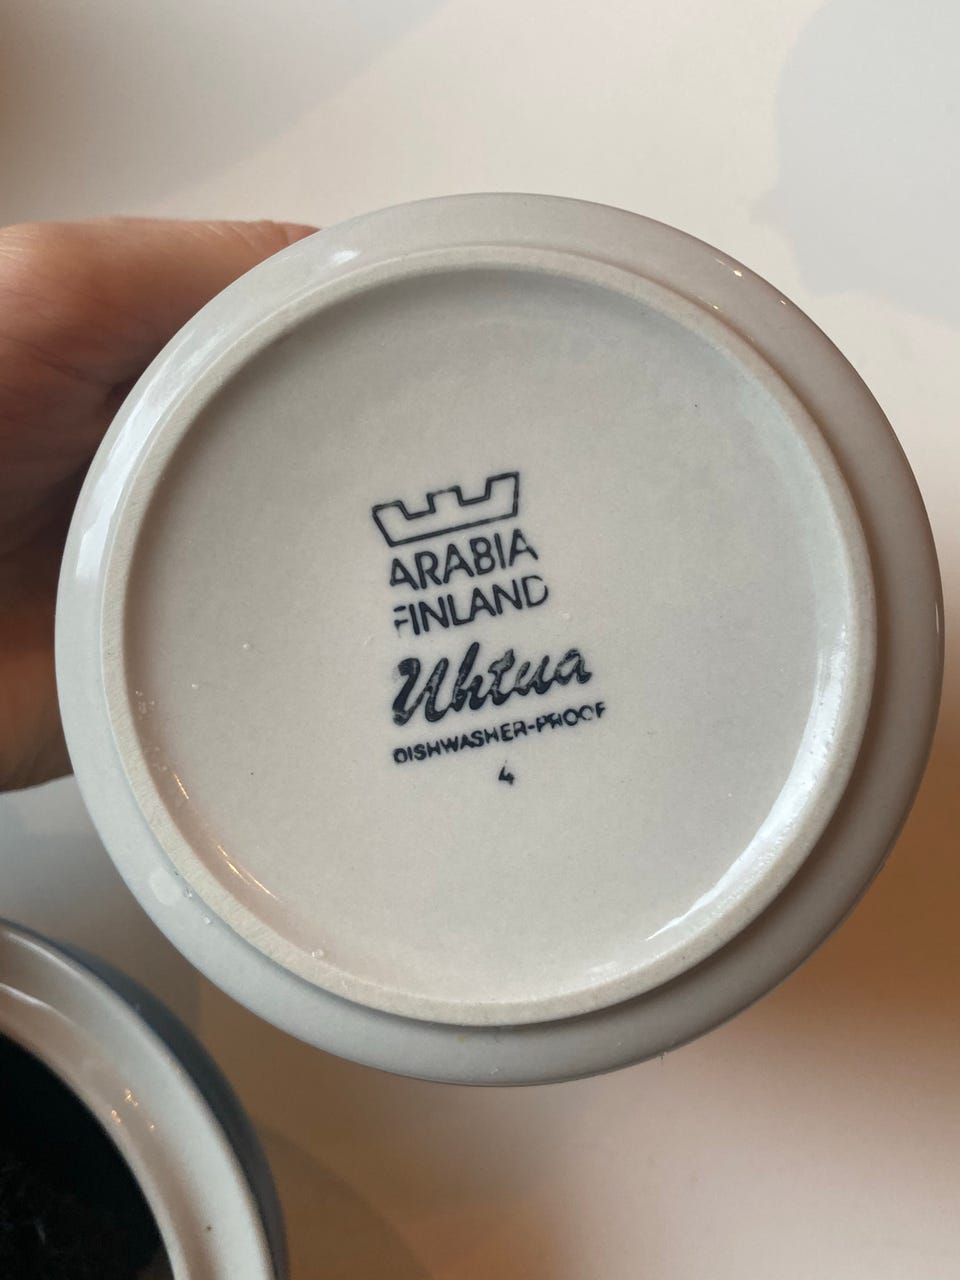 ARABIA
FINLAND
Uhtua
DISHWASHER-PROOF
4